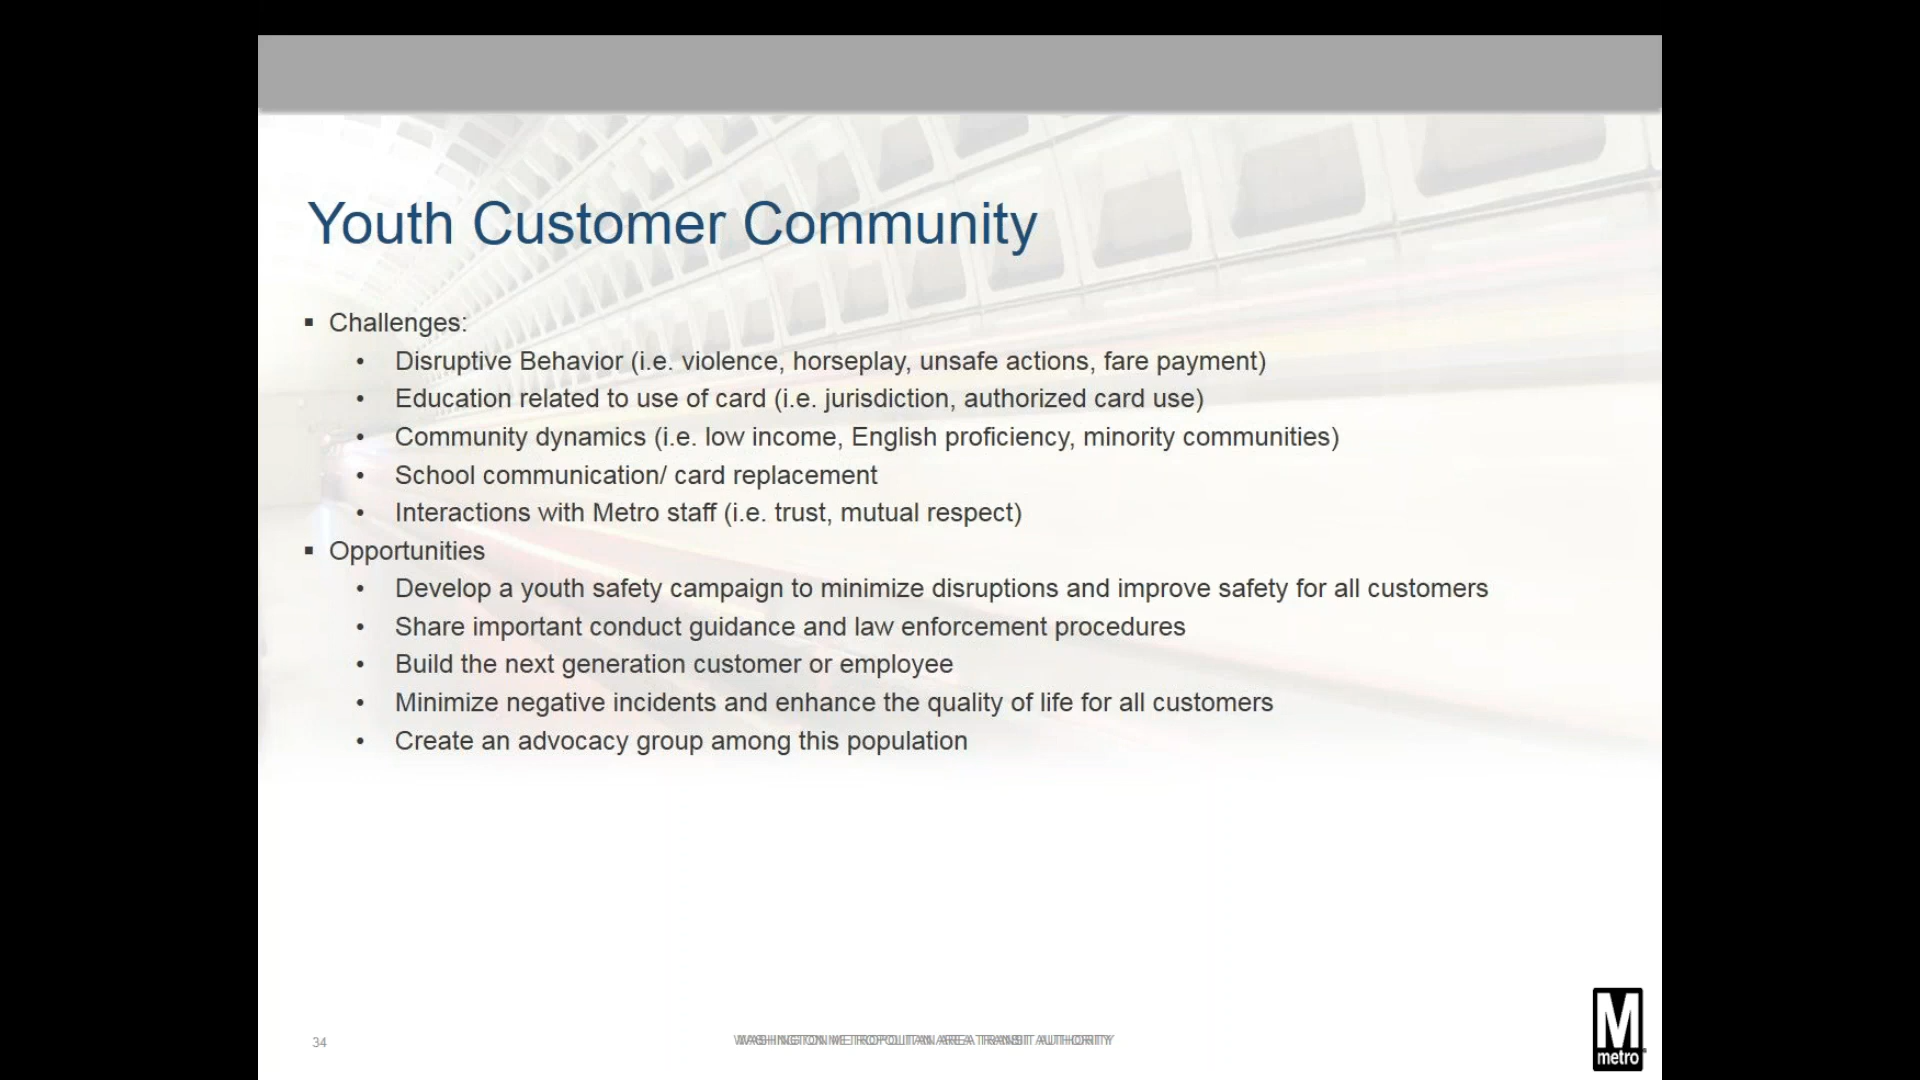 Youth Customer Community
▪ Challenges:
• Disruptive Behavior (i.e. violence, horseplay, unsafe actions, fare payment)
• Education related to use of card (i.e. jurisdiction, authorized card use)
• Community dynamics (i.e. low income, English proficiency, minority communities)
• School communication/ card replacement
• Interactions with Metro staff (i.e. trust, mutual respect)
▪ Opportunities
• Develop a youth safety campaign to minimize disruptions and improve safety for all customers
• Share important conduct guidance and law enforcement procedures
• Build the next generation customer or employee
• Minimize negative incidents and enhance the quality of life for all customers
• Create an advocacy group among this population
34
WASHINGTON METROPOLITAN AREA TRANSIT AUTHORITY
M
metro